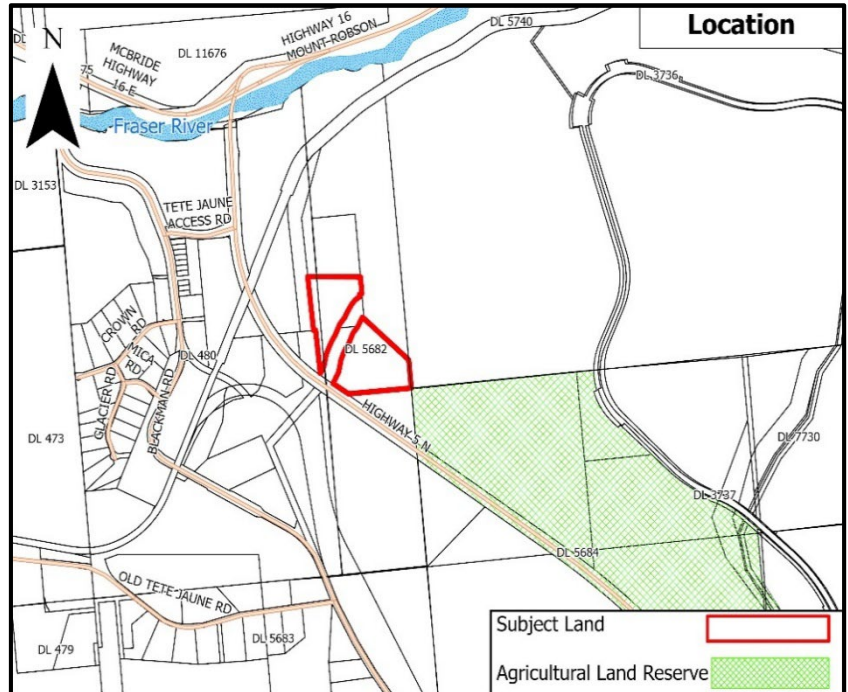 Location
N
DL 11676
HIGHWAY 16
MOUNT-ROBSON
DL 5740
MCBRIDE
HIGHWAY
16 E
75
DL 3736
Fraser River
DL 3153
TETE JAUNE
ACCESS RD
CROWN RD
MICA RD
DL 480
GLACIER RD
BLACKMAN RD
DL 5682
HIGHWAY 5 N
DL 473
DL 7730
DL 3737
DL 5684
OLD TETE JAUNE RD
DL 5683
DL 479
Subject Land
Agricultural Land Reserve